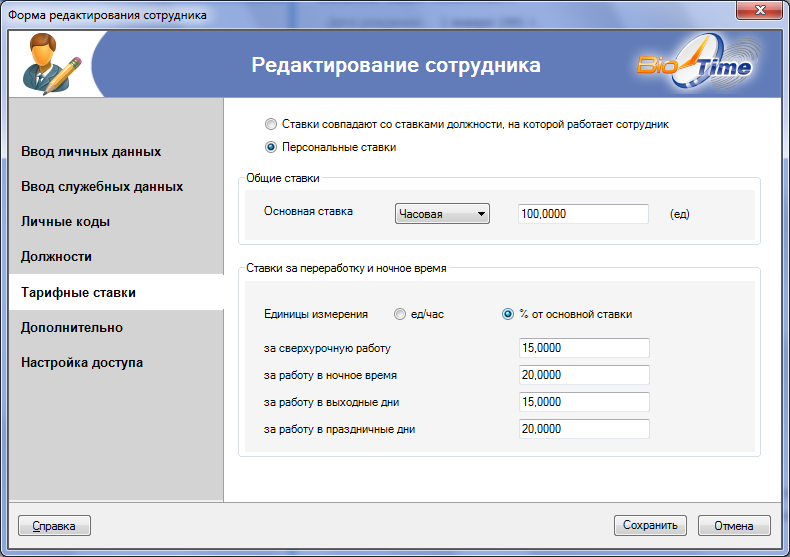 Форма редактирования сотрудника
Редактирование сотрудника
BioTime
Ввод личных данных
Ввод служебных данных
Личные коды
Должности
Тарифные ставки
Дополнительно
Настройка доступа
Ставки совпадают со ставками должности, на которой работает сотрудник
Персональные ставки
Общие ставки
Основная ставка Часовая 100,0000 (ед)
Ставки за переработку и ночное время
Единицы измерения ед/час % от основной ставки
за сверхурочную работу 15,0000
за работу в ночное время 20,0000
за работу в выходные дни 15,0000
за работу в праздничные дни 20,0000
Справка Сохранить Отмена